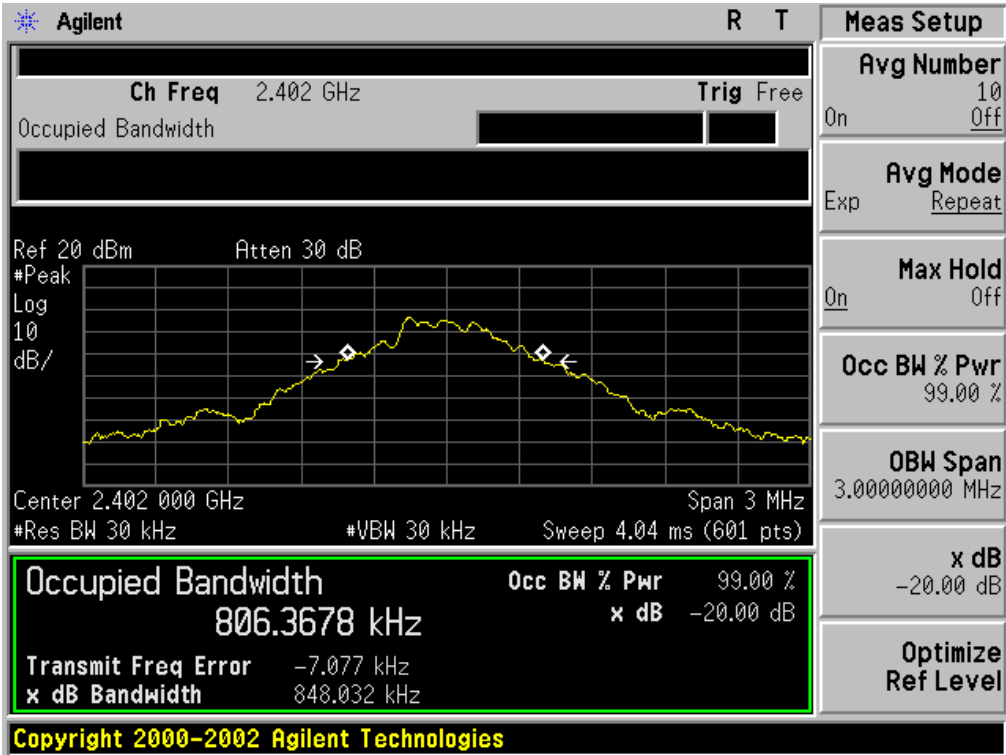 Agilent R T
Meas Setup
Ch Freq 2.402 GHz Trig Free
Occupied Bandwidth
Ref 20 dBm Atten 30 dB
#Peak
Log
10
dB/
Center 2.402 000 GHz Span 3 MHz
#Res BW 30 kHz #VBW 30 kHz Sweep 4.04 ms (601 pts)
Occupied Bandwidth Occ BW % Pwr 99.00 %
806.3678 kHz x dB -20.00 dB
Transmit Freq Error -7.077 kHz
x dB Bandwidth 848.032 kHz
Avg Number
10
On Off
Avg Mode
Exp Repeat
Max Hold
On Off
Occ BW % Pwr
99.00 %
OBW Span
3.00000000 MHz
x dB
-20.00 dB
Optimize
Ref Level
Copyright 2000-2002 Agilent Technologies